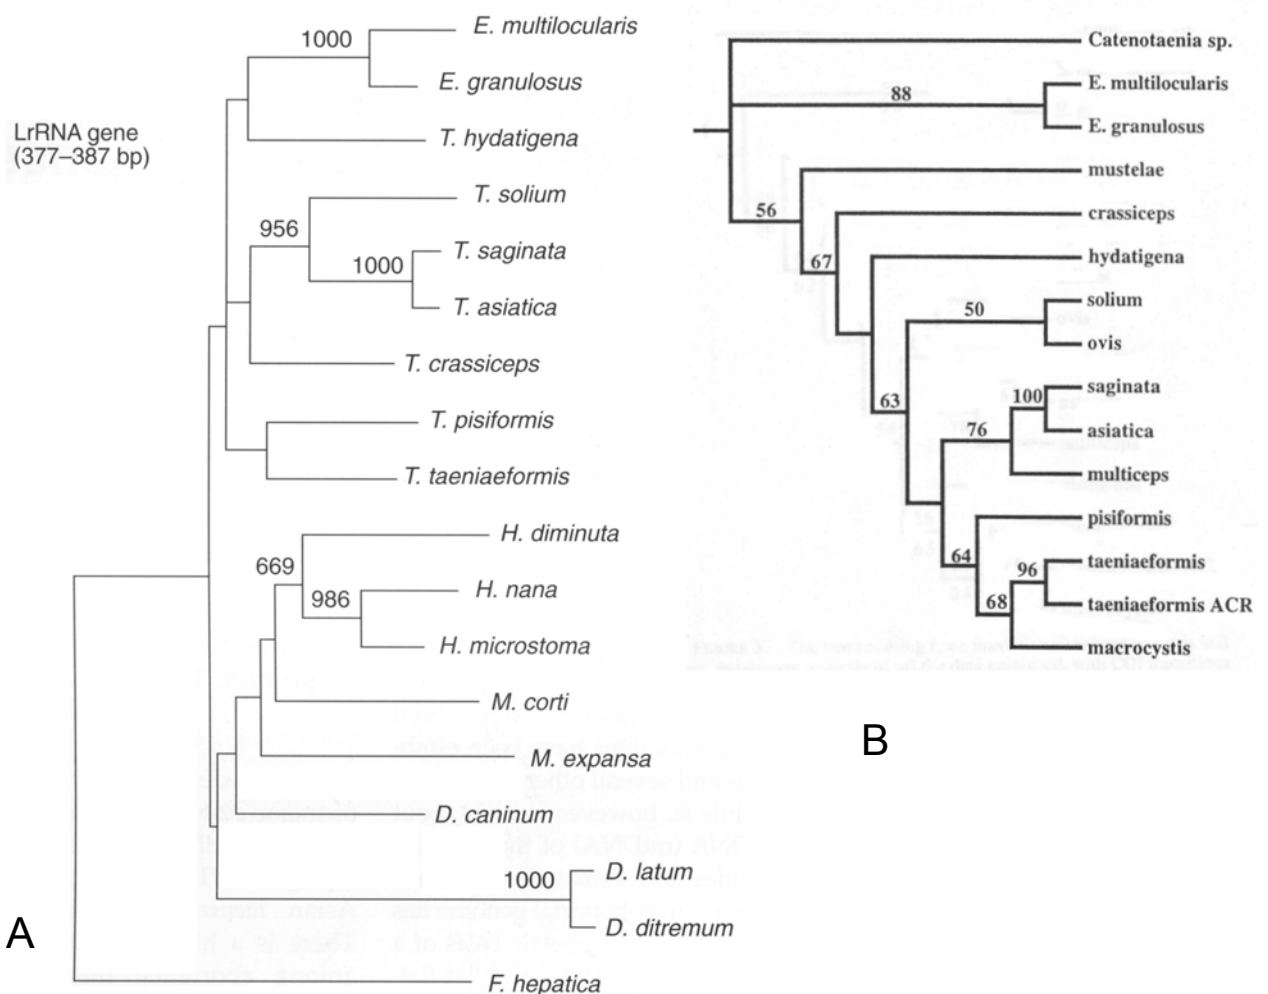 LrRNA gene
(377–387 bp)
1000
E. multilocularis
E. granulosus
T. hydatigena
T. solium
956
T. saginata
1000
T. asiatica
T. crassiceps
T. pisiformis
T. taeniaeformis
H. diminuta
669
H. nana
986
H. microstoma
M. corti
M. expansa
D. caninum
D. latum
1000
D. ditremum
F. hepatica
A
Catenotaenia sp.
E. multilocularis
88
E. granulosus
mustelae
56
crassiceps
67
hydatigena
solium
50
ovis
63
saginata
100
asiatica
76
multiceps
pisiformis
64
taeniaeformis
96
taeniaeformis ACR
68
macrocystis
B